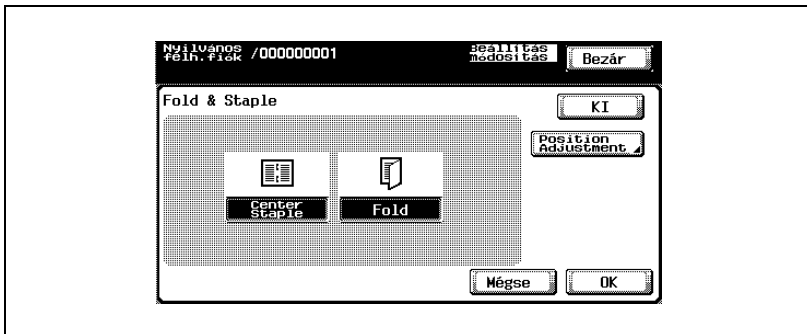 Nyilvános
félh.fiók /000000001
Beállítás
módosítás
Bezár
Fold & Staple
KI
Position
Adjustment
Center
Staple
Fold
Mégse
OK